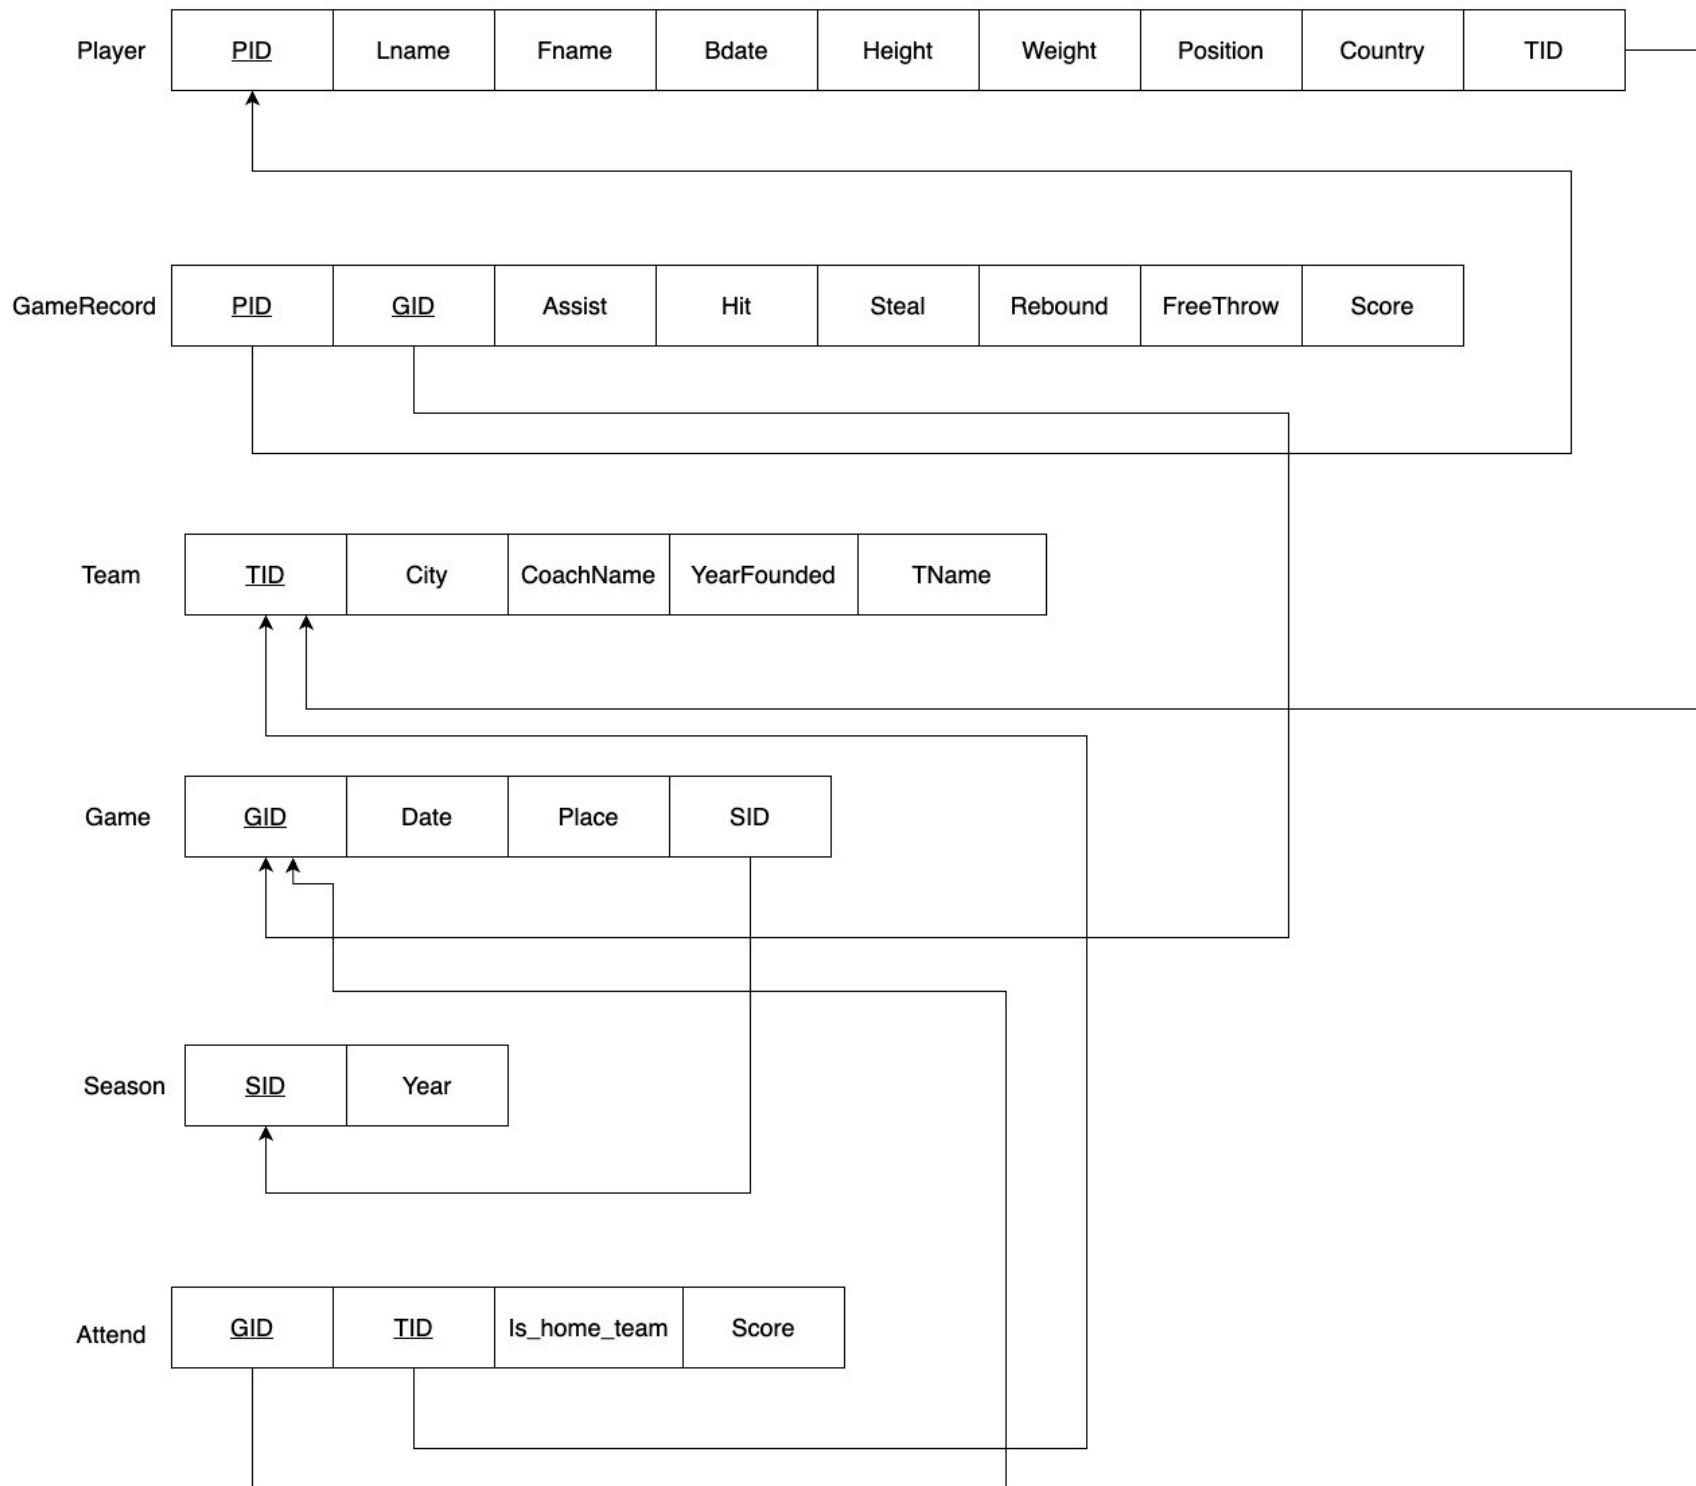 Player PID Lname Fname Bdate Height Weight Position Country TID
GameRecord PID GID Assist Hit Steal Rebound FreeThrow Score
Team TID City CoachName YearFounded TName
Game GID Date Place SID
Season SID Year
Attend GID TID Is_home_team Score